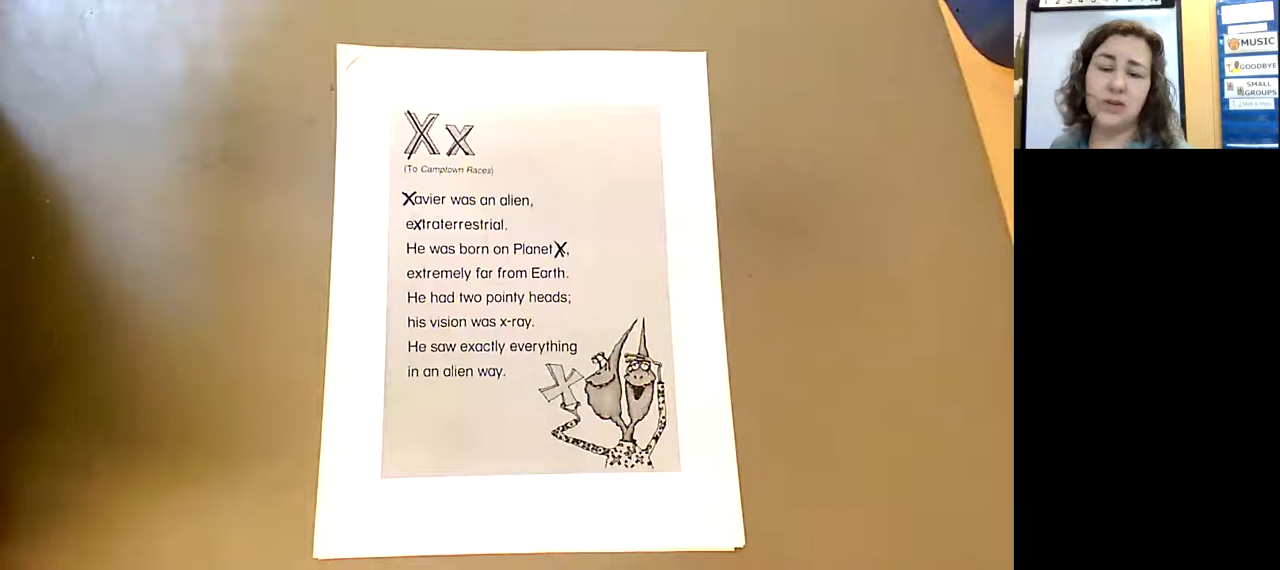 Xx
(To Camptown Races)
Xavier was an alien,
extraterrestrial.
He was born on Planet X,
extremely far from Earth.
He had two pointy heads;
his vision was x-ray.
He saw exactly everything
in an alien way.
X
MUSIC
GOODBYE
SMALL
GROUPS